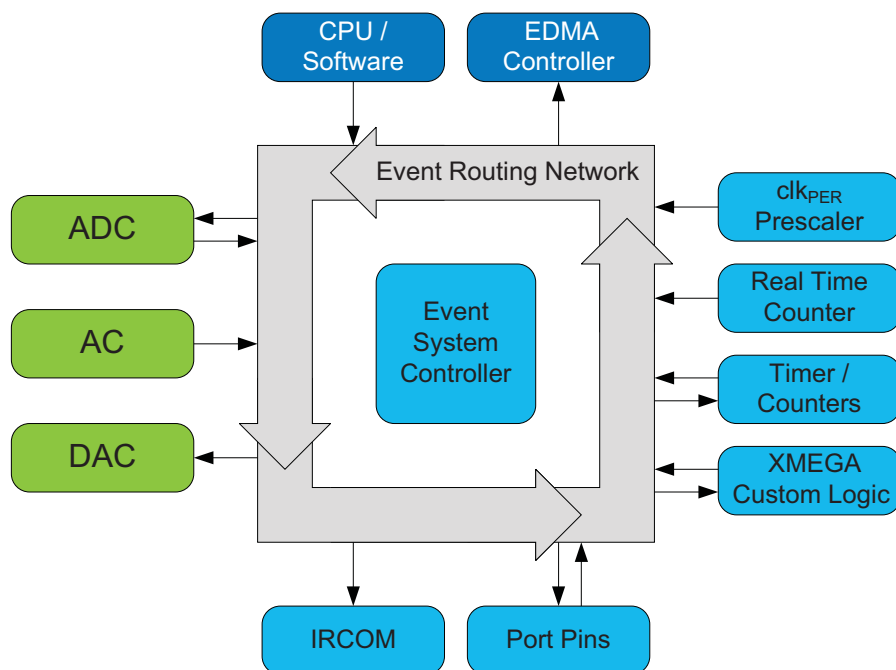 CPU /
Software
EDMA
Controller
Event Routing Network
ADC
clkPER
Prescaler
Event
System
Controller
Real Time
Counter
AC
Timer /
Counters
DAC
XMEGA
Custom Logic
IRCOM
Port Pins